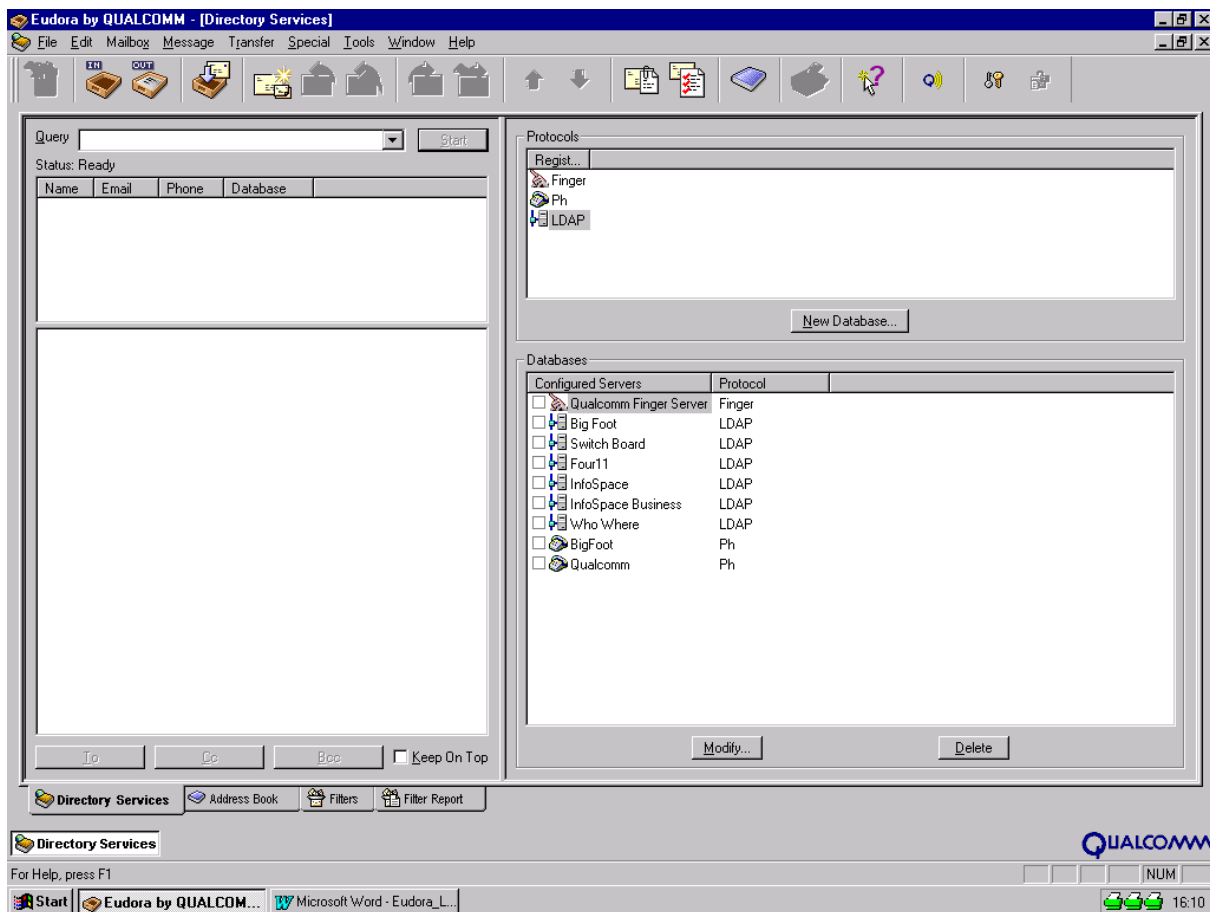 Eudora by QUALCOMM - [Directory Services]
File Edit Mailbox Message Transfer Special Tools Window Help
IN OUT
Query Start
Status: Ready
Name Email Phone Database
Protocols
Regist...
Finger
Ph
LDAP
New Database...
Databases
Configured Servers Protocol
Qualcomm Finger Server Finger
Big Foot LDAP
Switch Board LDAP
Four11 LDAP
InfoSpace LDAP
InfoSpace Business LDAP
Who Where LDAP
BigFoot Ph
Qualcomm Ph
To Cc Bcc Keep On Top
Modify... Delete
Directory Services Address Book Filters Filter Report
Directory Services
QUALCOMM
For Help, press F1
NUM
Start Eudora by QUALCOM... Microsoft Word - Eudora_L... 16:10